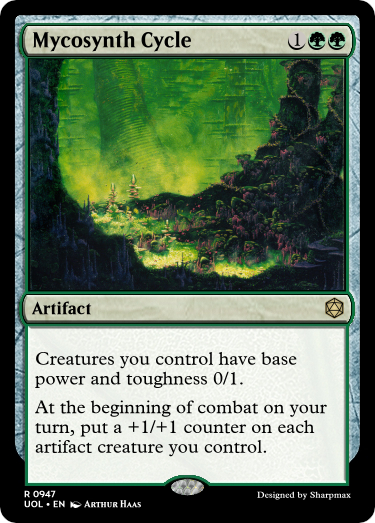 Mycosynth Cycle 1
Artifact
Creatures you control have base
power and toughness 0/1.
At the beginning of combat on your
turn, put a +1/+1 counter on each
artifact creature you control.
R 0947
UOL • EN Arthur Haas
Designed by Sharpmax